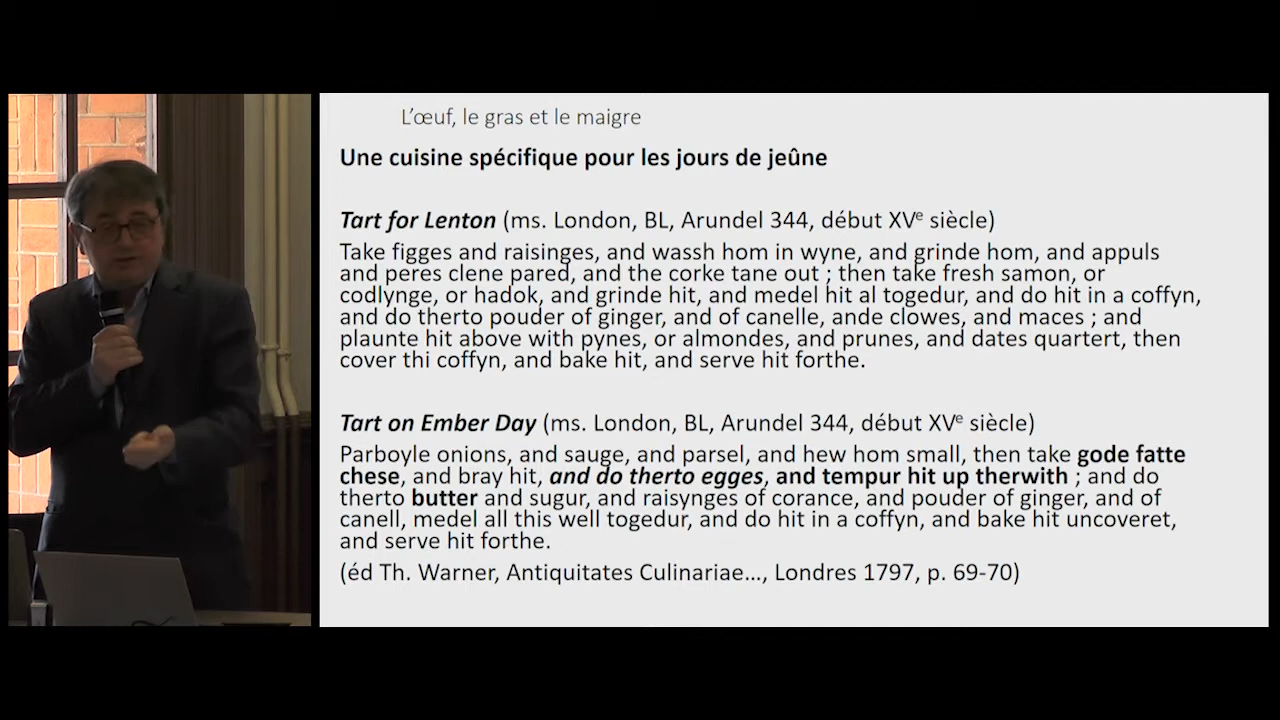 L'œuf, le gras et le maigre
Une cuisine spécifique pour les jours de jeûne
Tart for Lenton (ms. London, BL, Arundel 344, début XVe siècle)
Take figges and raisinges, and wassh hom in wyne, and grinde hom, and appuls
and peres clene pared, and the corke tane out ; then take fresh samon, or
codlynge, or hadok, and grinde hit, and medel hit al togedur, and do hit in a coffyn,
and do therto pouder of ginger, and of canelle, ande clowes, and maces ; and
plaunte hit above with pynes, or almondes, and prunes, and dates quartert, then
cover thi coffyn, and bake hit, and serve hit forthe.
Tart on Ember Day (ms. London, BL, Arundel 344, début XVe siècle)
Parboyle onions, and sauge, and parsel, and hew hom small, then take gode fatte
chese, and bray hit, and do therto egges, and tempur hit up therwith ; and do
therto butter and sugur, and raisynges of corance, and pouder of ginger, and of
canell, medel all this well togedur, and do hit in a coffyn, and bake hit uncoveret,
and serve hit forthe.
(éd Th. Warner, Antiquitates Culinariae…, Londres 1797, p. 69-70)